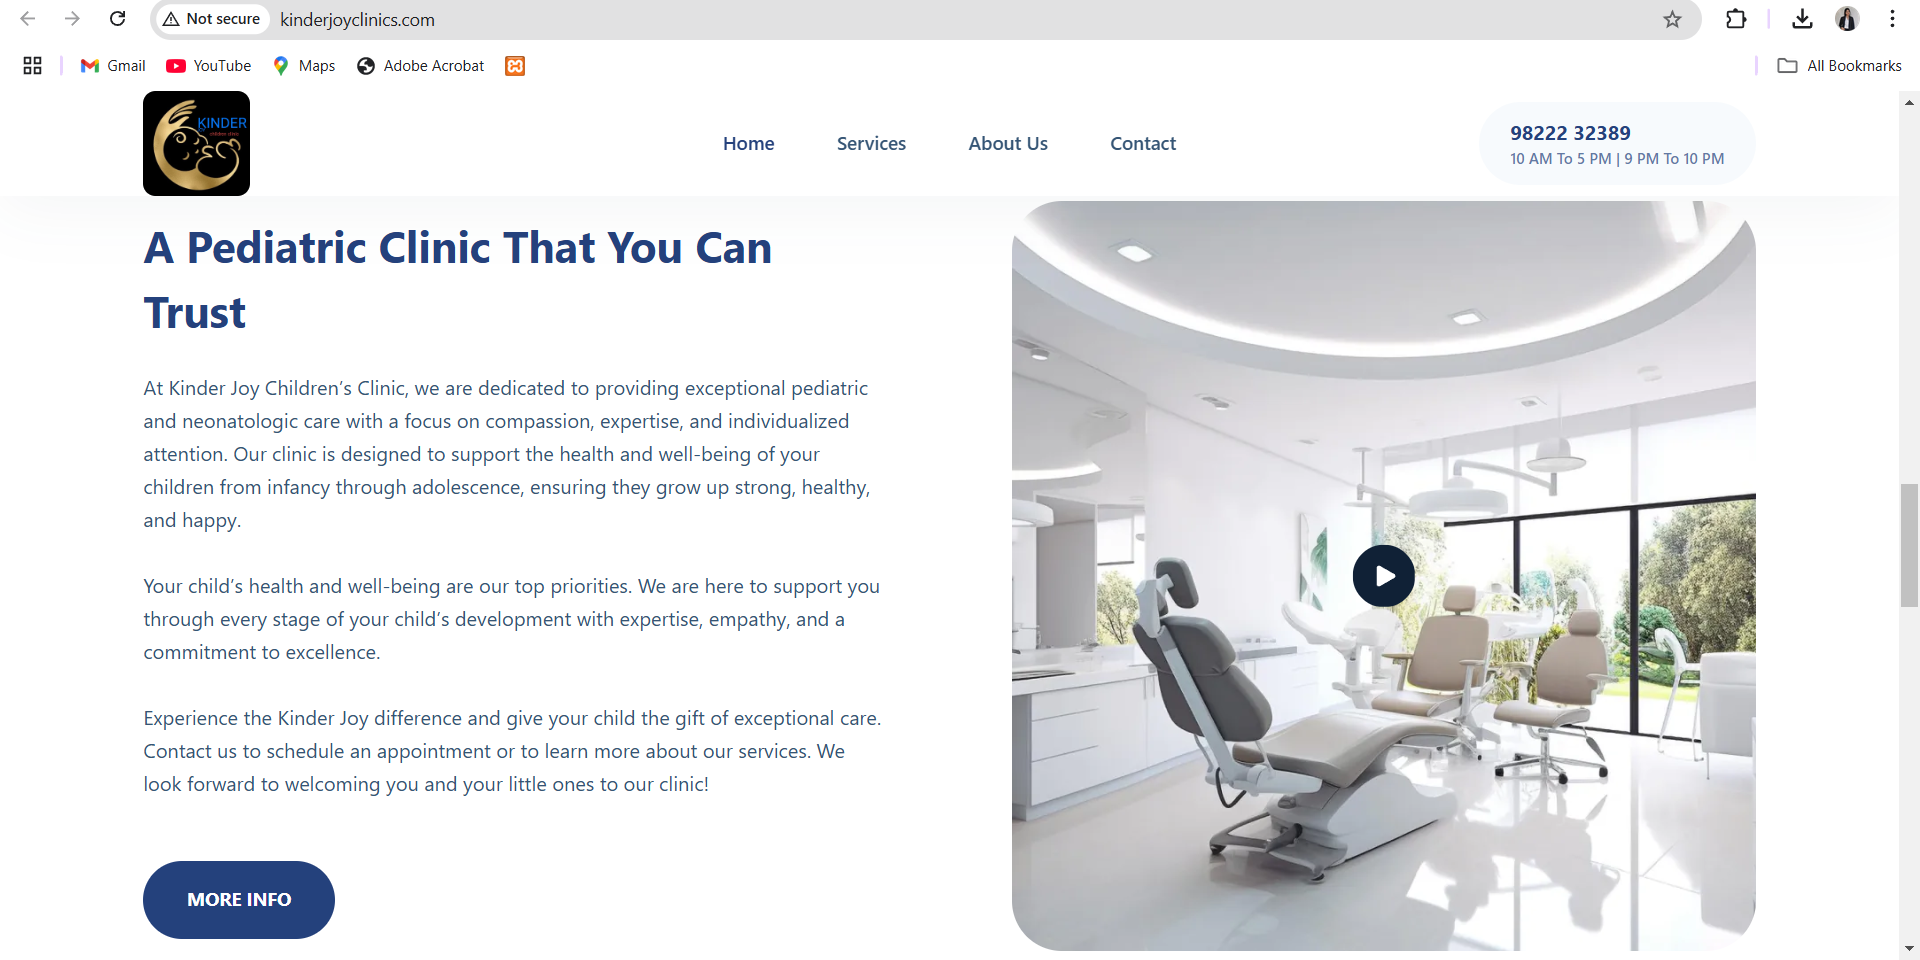 Not secure
kinderjoyclinics.com
Gmail
YouTube
Maps
Adobe Acrobat
All Bookmarks
KINDER
Home
Services
About Us
Contact
98222 32389
10 AM To 5 PM | 9 PM To 10 PM
A Pediatric Clinic That You Can
Trust
At Kinder Joy Children’s Clinic, we are dedicated to providing exceptional pediatric
and neonatologic care with a focus on compassion, expertise, and individualized
attention. Our clinic is designed to support the health and well-being of your
children from infancy through adolescence, ensuring they grow up strong, healthy,
and happy.
Your child’s health and well-being are our top priorities. We are here to support you
through every stage of your child’s development with expertise, empathy, and a
commitment to excellence.
Experience the Kinder Joy difference and give your child the gift of exceptional care.
Contact us to schedule an appointment or to learn more about our services. We
look forward to welcoming you and your little ones to our clinic!
MORE INFO